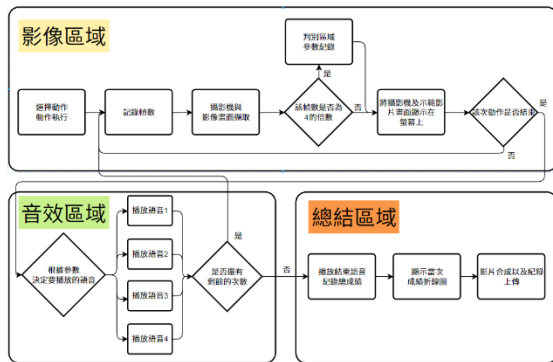 影像區域
判別區域
參數記錄
是
選擇動作
動作執行
記錄幀數
攝影機與
影像畫面擷取
該幀數是否為
4的倍數
否
將攝影機及示範影
片畫面顯示在
螢幕上
該次動作是否結束
否
是
音效區域
根據參數
決定要播放的語音
播放語音1
播放語音2
播放語音3
播放語音4
是
是否還有
剩餘的次數
否
總結區域
播放結束語音
記錄總成績
顯示當次
成績折線圖
影片合成以及紀錄
上傳